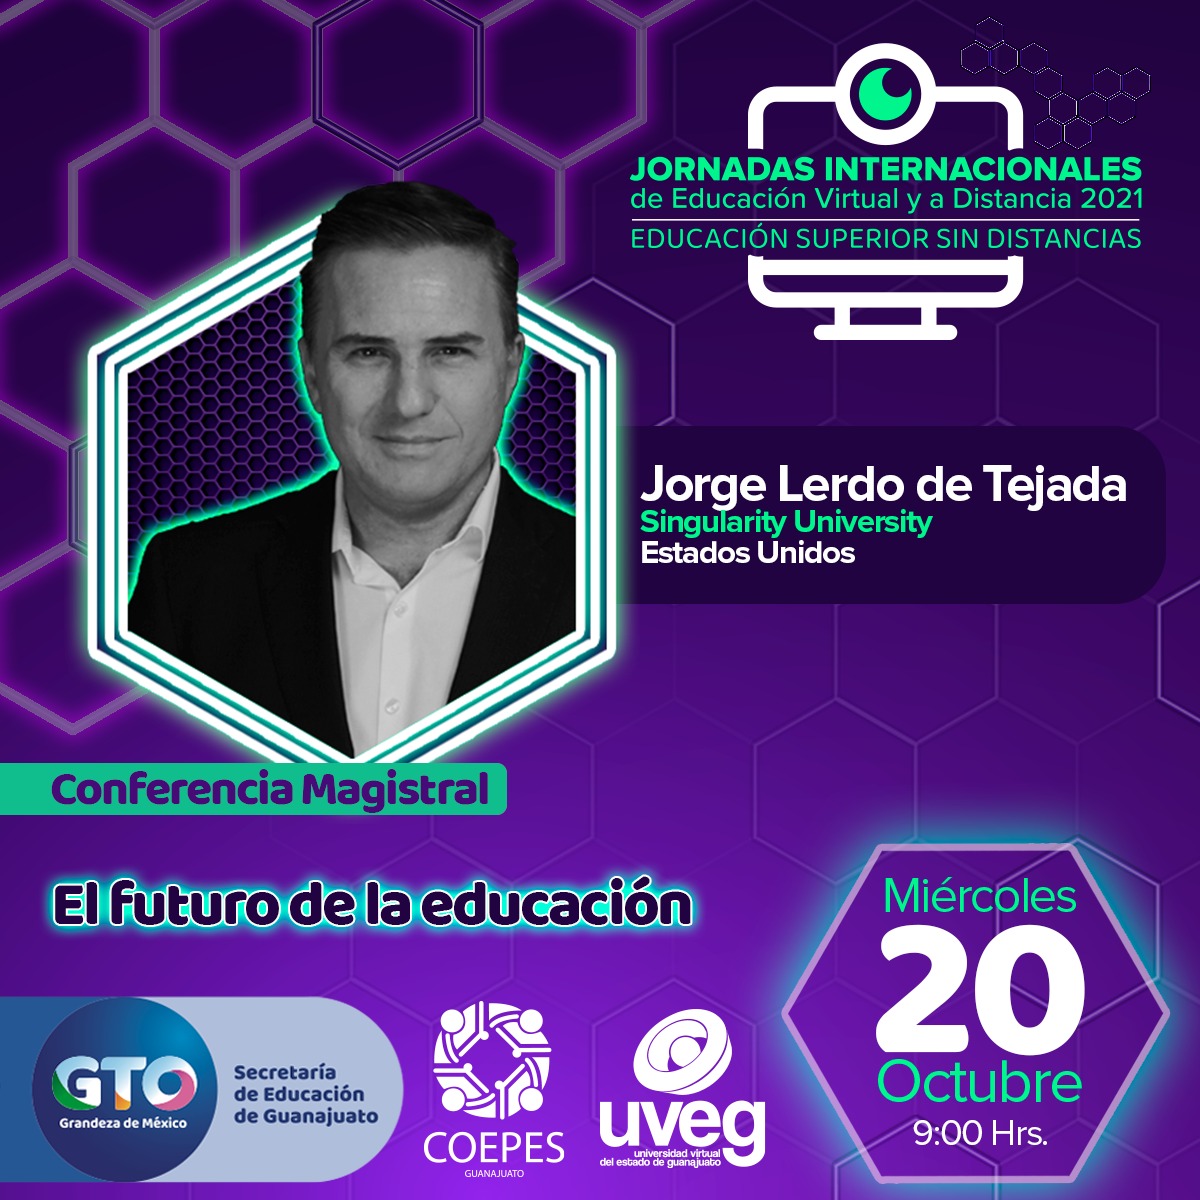 JORNADAS INTERNACIONALES
de Educación Virtual y a Distancia 2021
EDUCACIÓN SUPERIOR SIN DISTANCIAS
Jorge Lerdo de Tejada
Singularity University
Estados Unidos
Conferencia Magistral
El futuro de la educación
Miércoles
20
Octubre
9:00 Hrs.
GTO
Grandeza de México
Secretaría
de Educación
de Guanajuato
COEPES
GUANAJUATO
uveg
universidad virtual
del estado de guanajuato